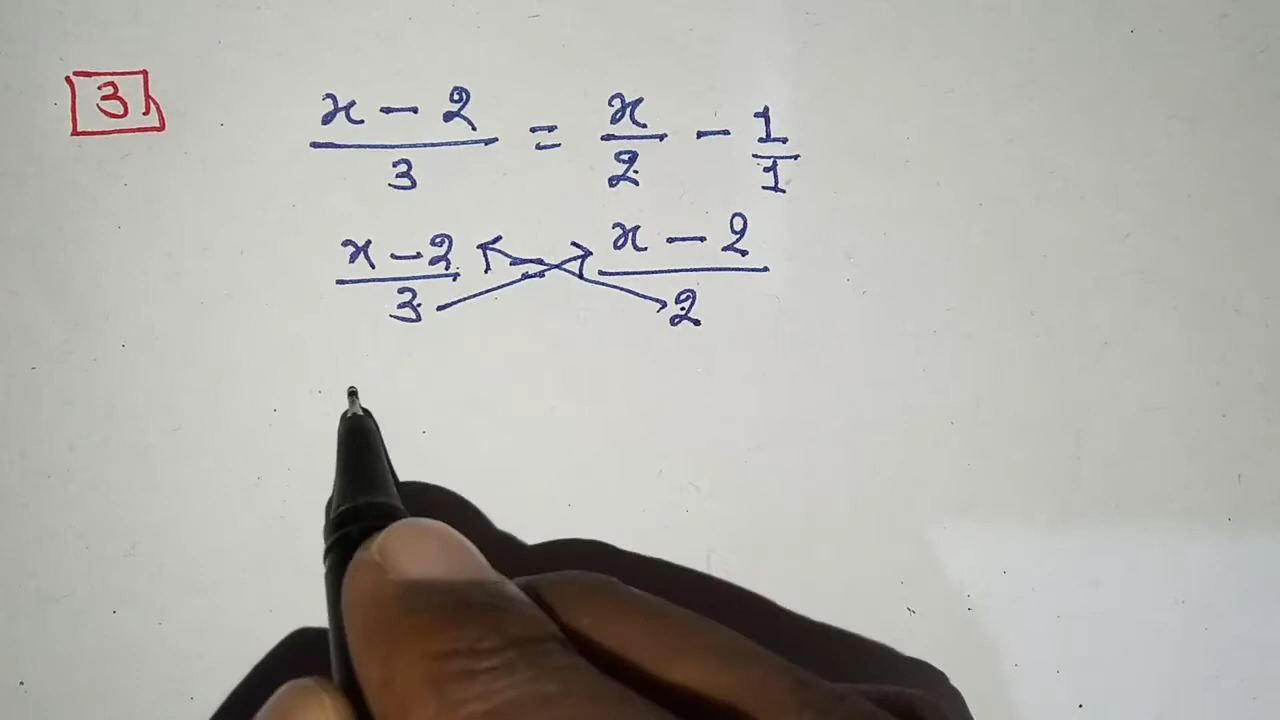 3
x - 2 / 3 = x / 2 - 1 / 1
x - 2 / 3 = x - 2 / 2